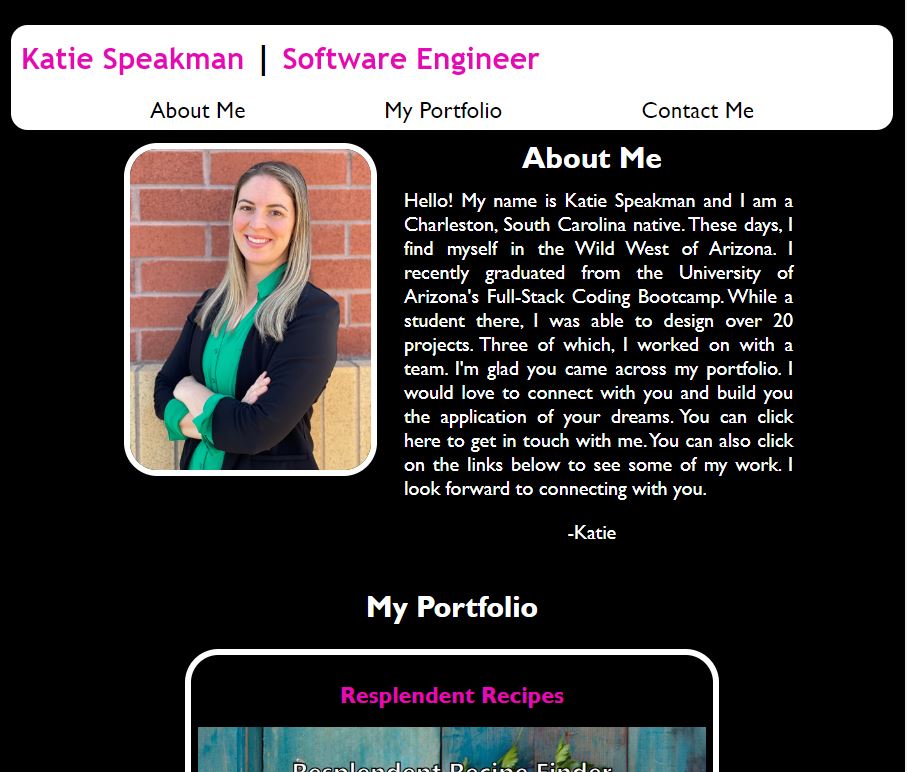 Katie Speakman | Software Engineer
About Me My Portfolio Contact Me
About Me
Hello! My name is Katie Speakman and I am a
Charleston, South Carolina native. These days, I
find myself in the Wild West of Arizona. I
recently graduated from the University of
Arizona's Full-Stack Coding Bootcamp. While a
student there, I was able to design over 20
projects. Three of which, I worked on with a
team. I'm glad you came across my portfolio. I
would love to connect with you and build you
the application of your dreams. You can click
here to get in touch with me. You can also click
on the links below to see some of my work. I
look forward to connecting with you.
-Katie
My Portfolio
Resplendent Recipes
Resplendent Recipe Finder